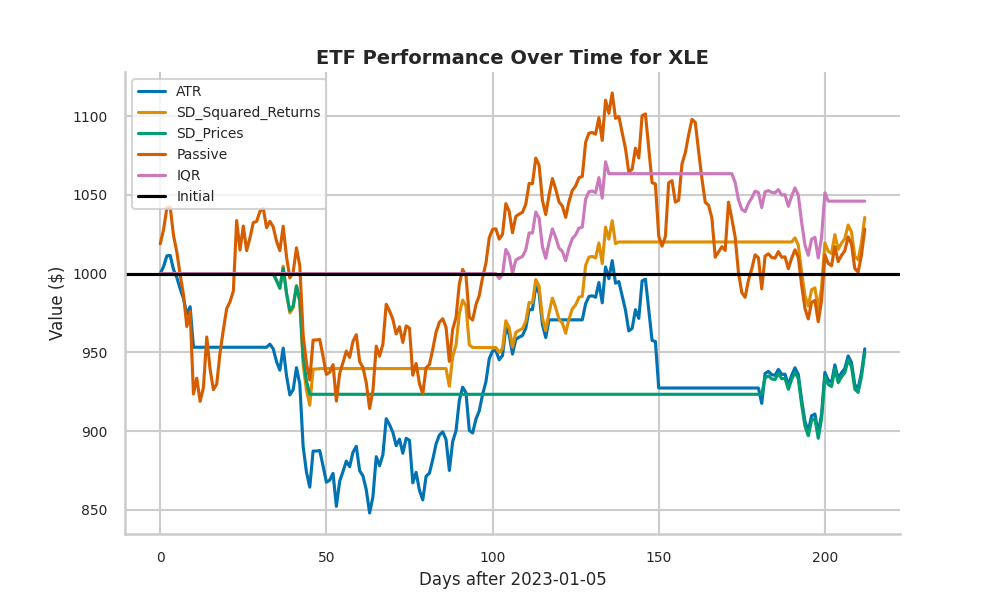 ETF Performance Over Time for XLE
ATR
SD_Squared_Returns
SD_Prices
Passive
IQR
Initial
1100
1050
1000
950
900
850
Value ($)
0 50 100 150 200
Days after 2023-01-05